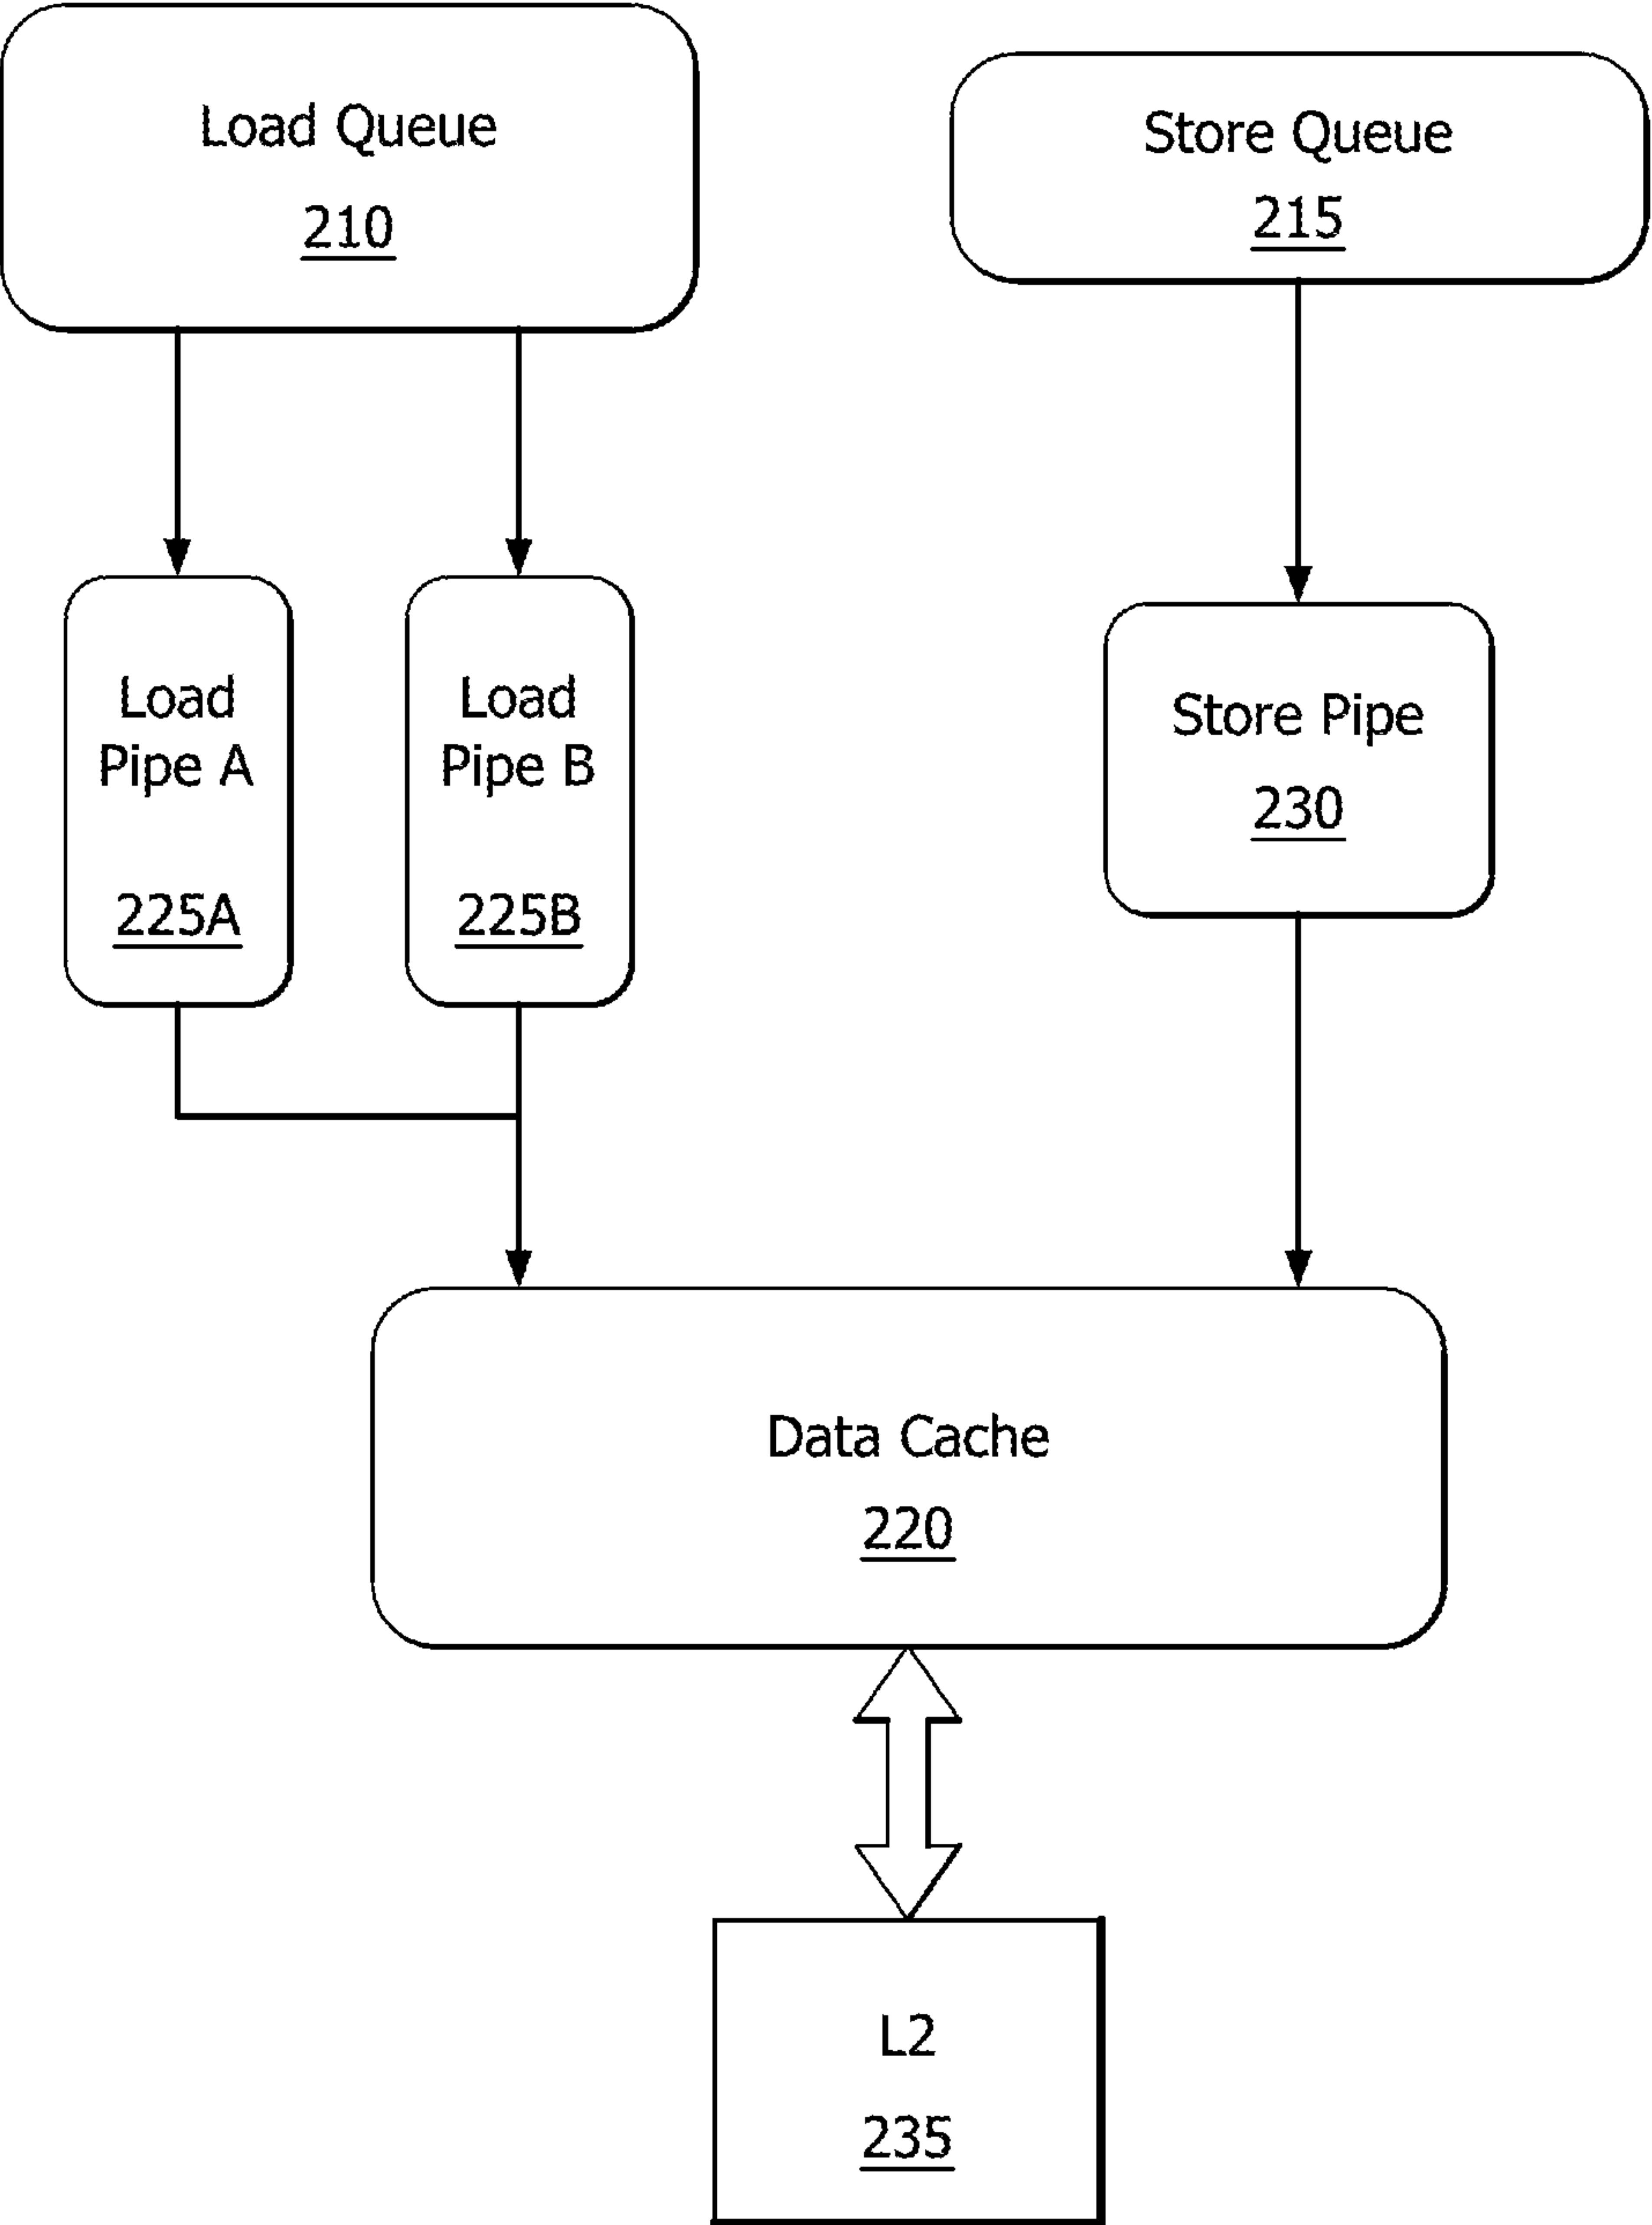 Load Queue
210
Store Queue
215
Load
Pipe A
225A
Load
Pipe B
225B
Store Pipe
230
Data Cache
220
L2
235